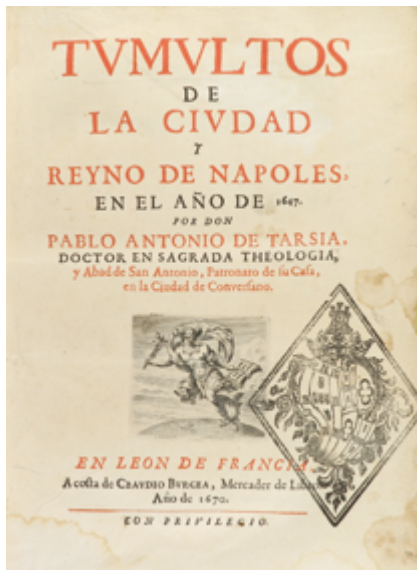 TVMVLTOS
DE
LA CIVDAD
Y
REYNO DE NAPOLES,
EN EL AÑO DE 1647.
POR DON
PABLO ANTONIO DE TARSIA,
DOCTOR EN SAGRADA THEOLOGIA,
y Abad de San Antonio, Patronato de su Casa,
en la Ciudad de Conversano.
EN LEON DE FRANCIA.
A costa de CLAVDIO BVRGEA, Mercader de
Año de 1670.
CON PRIVILEGIO.